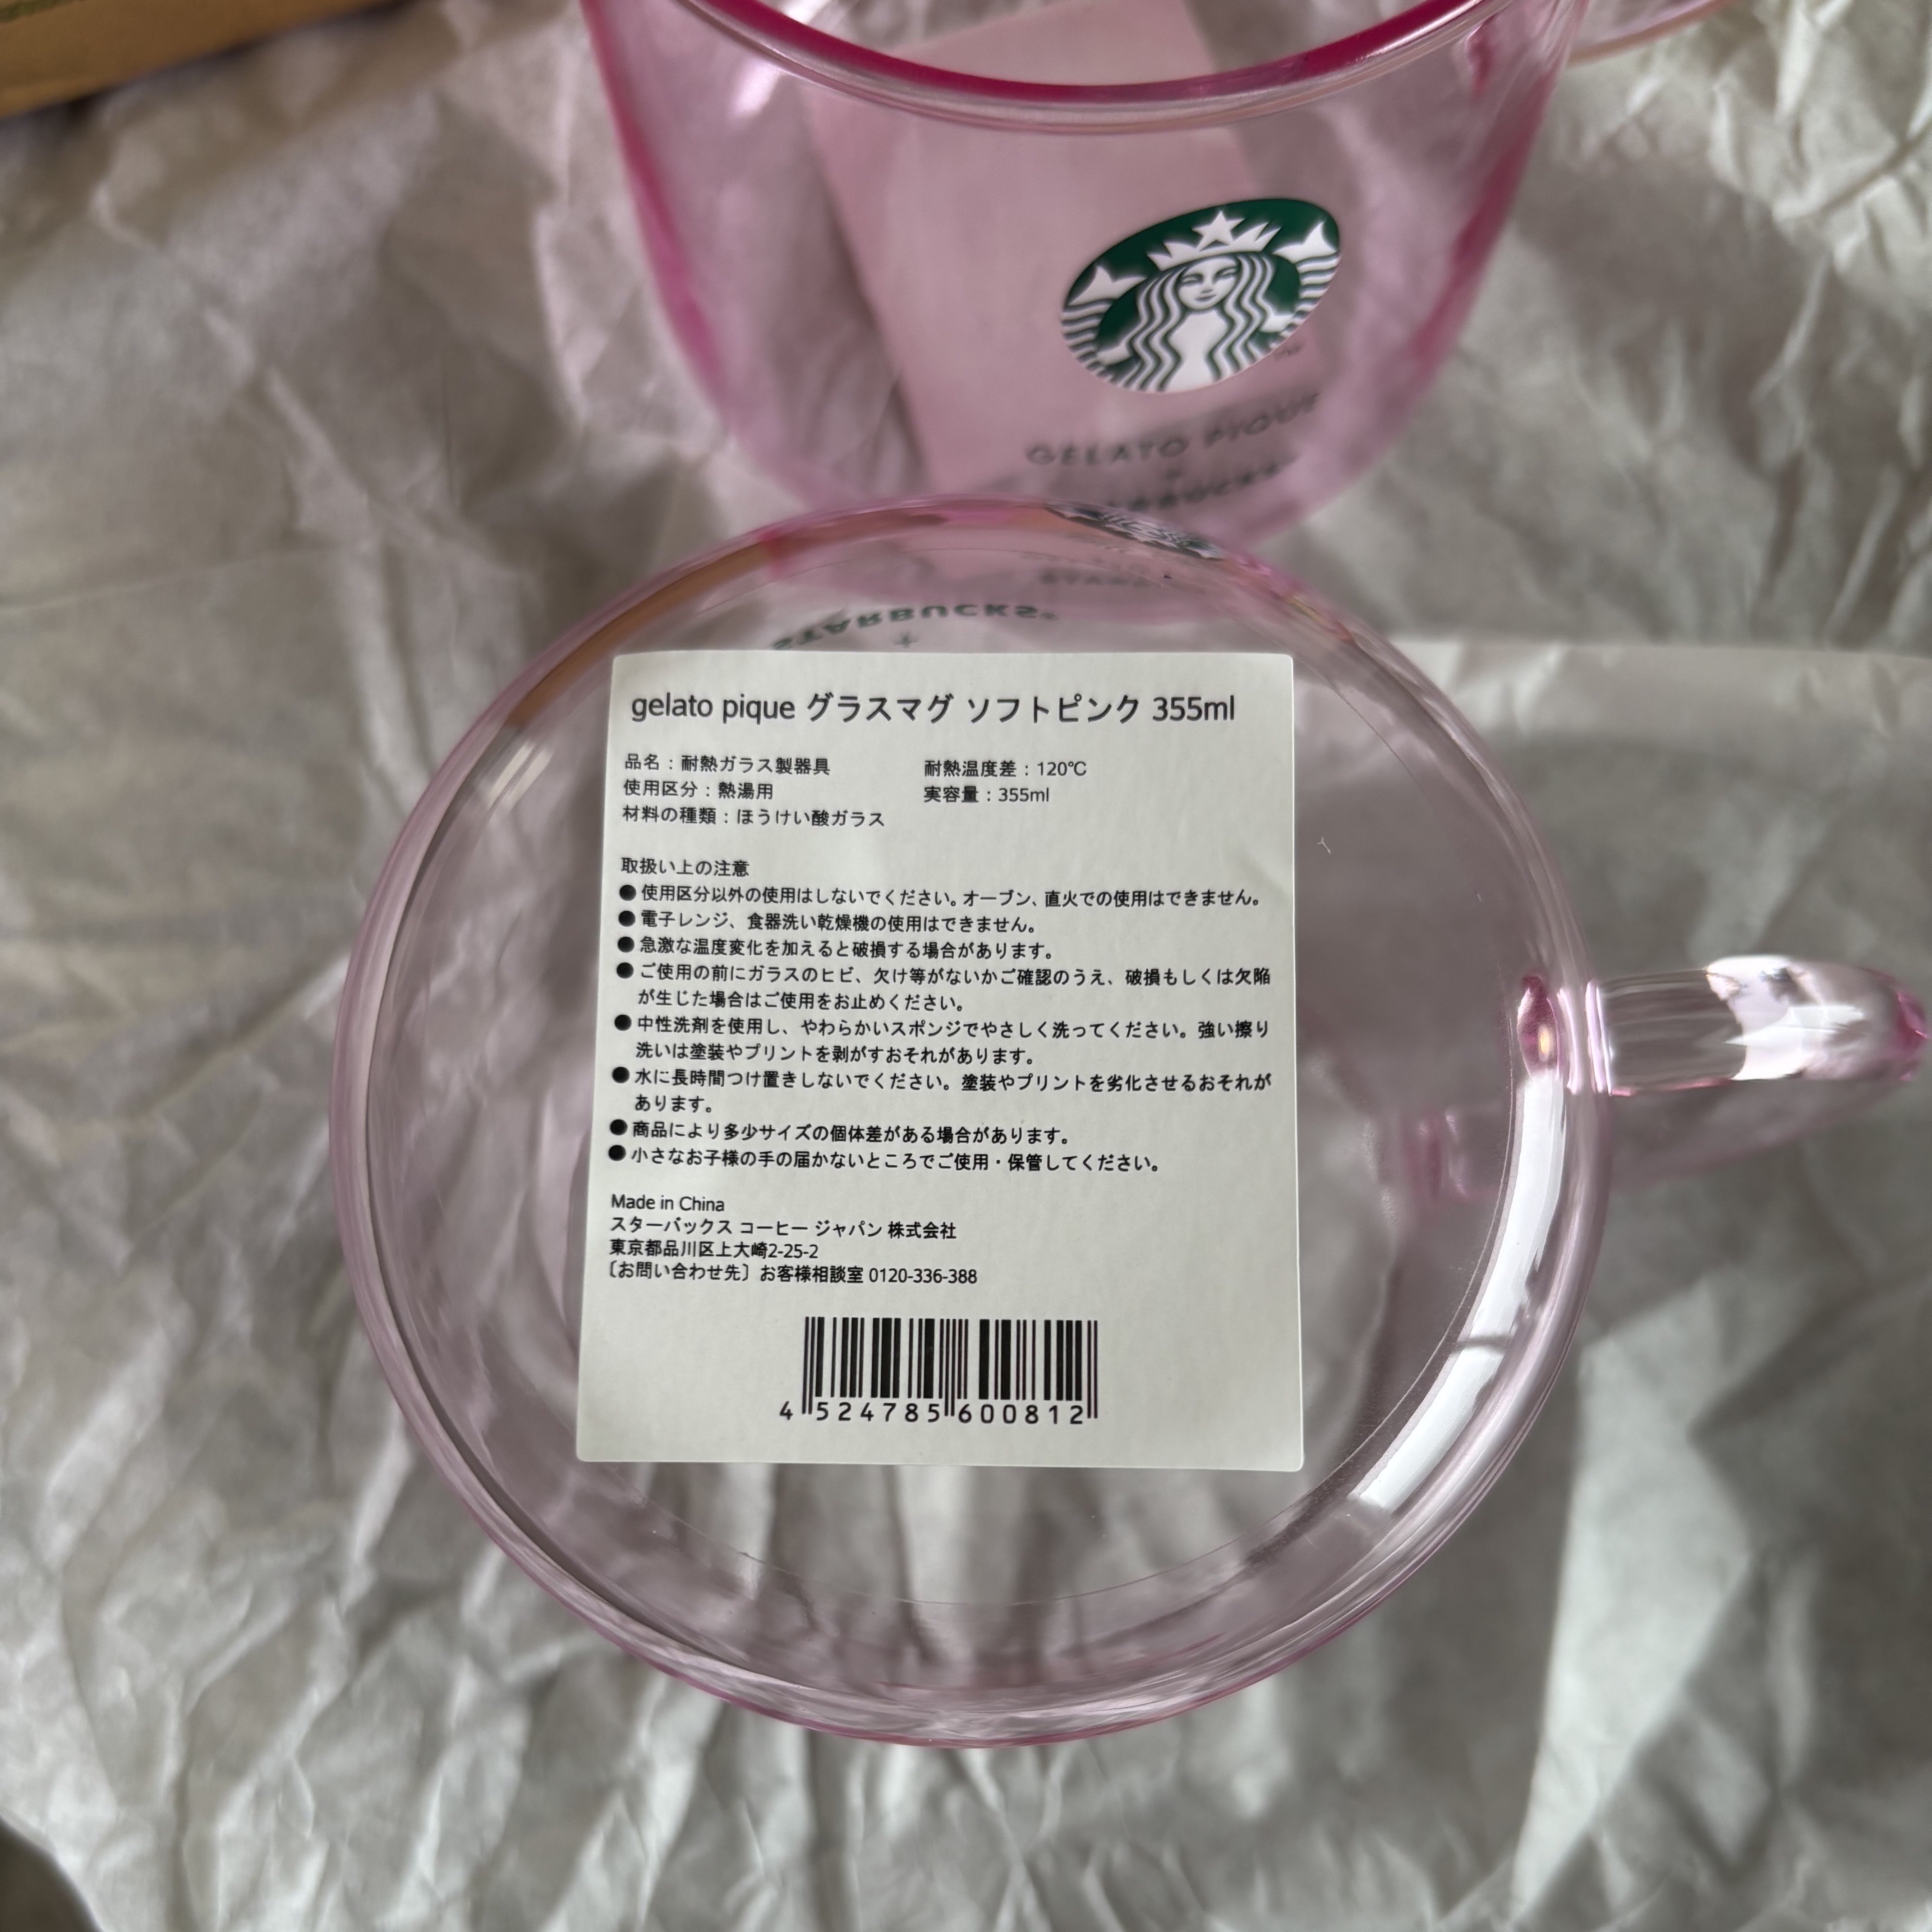 GELATO PIQUE
STARBUCKS
gelato pique グラスマグ ソフトピンク 355ml
品名：耐熱ガラス製器具
使用区分：熱湯用
材料の種類：ほうけい酸ガラス
耐熱温度差：120℃
実容量：355ml
取扱い上の注意
●使用区分以外の使用はしないでください。オーブン、直火での使用はできません。
●電子レンジ、食器洗い乾燥機の使用はできません。
●急激な温度変化を加えると破損する場合があります。
●ご使用の前にガラスのヒビ、欠け等がないかご確認のうえ、破損もしくは欠陥
が生じた場合はご使用をお止めください。
●中性洗剤を使用し、やわらかいスポンジでやさしく洗ってください。強い擦り
洗いは塗装やプリントを剥がすおそれがあります。
●水に長時間つけ置きしないでください。塗装やプリントを劣化させるおそれが
あります。
●商品により多少サイズの個体差がある場合があります。
●小さなお子様の手の届かないところでご使用・保管してください。
Made in China
スターバックス コーヒー ジャパン 株式会社
東京都品川区上大崎2-25-2
〔お問い合わせ先〕お客様相談室 0120-336-388
4 524785 600812